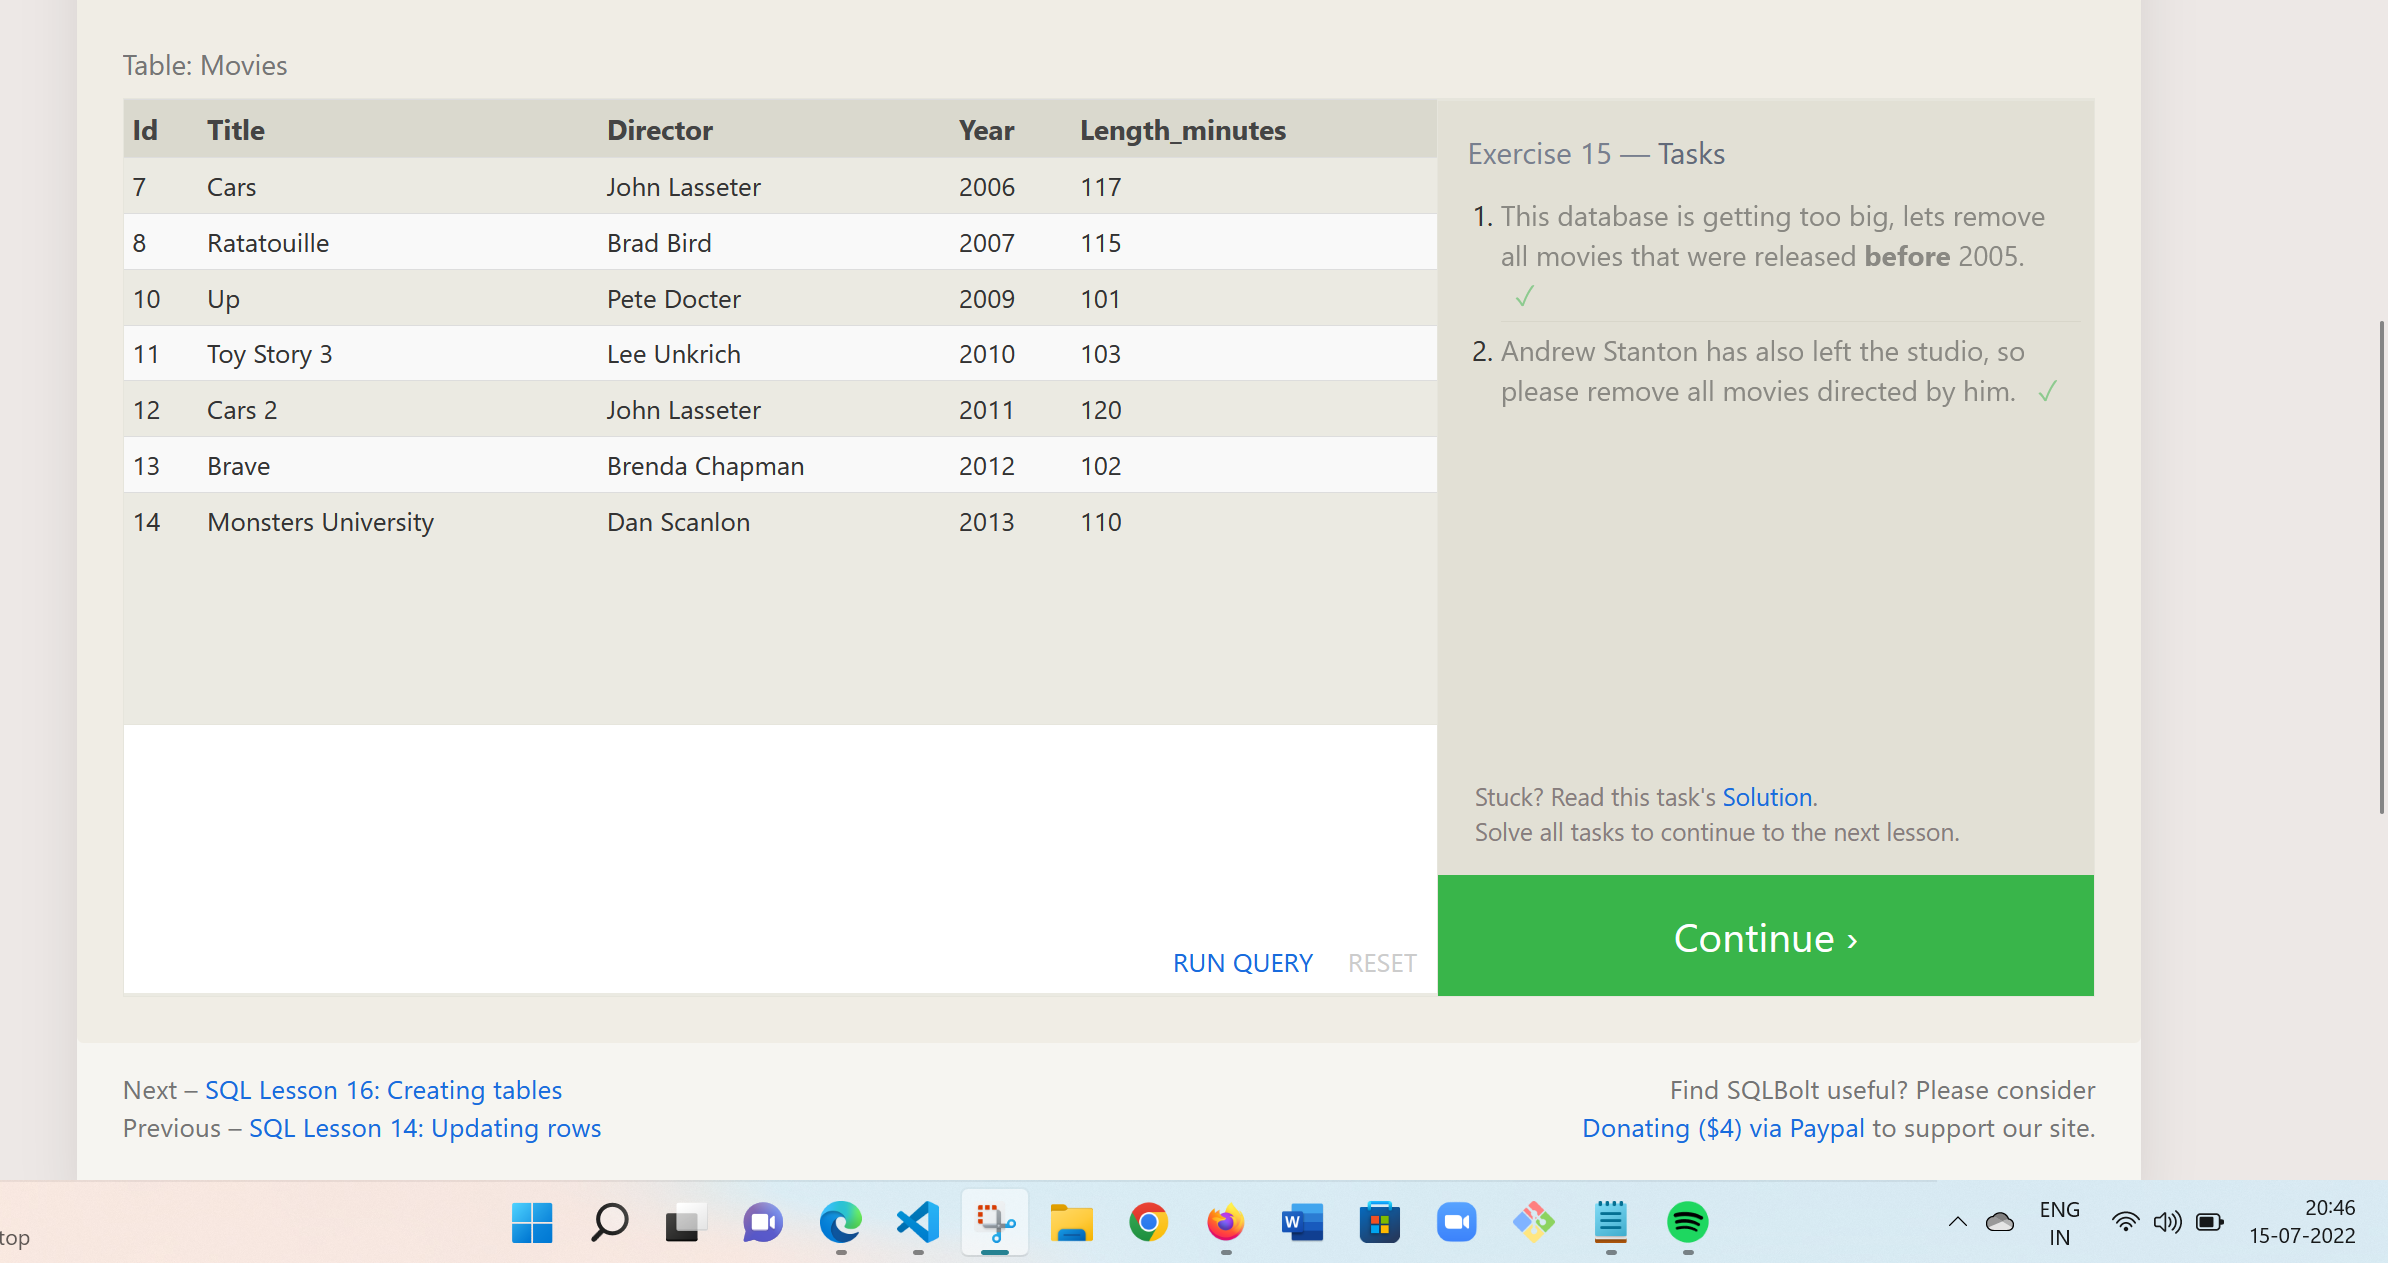 Table: Movies
Id Title Director Year Length_minutes
7 Cars John Lasseter 2006 117
8 Ratatouille Brad Bird 2007 115
10 Up Pete Docter 2009 101
11 Toy Story 3 Lee Unkrich 2010 103
12 Cars 2 John Lasseter 2011 120
13 Brave Brenda Chapman 2012 102
14 Monsters University Dan Scanlon 2013 110
RUN QUERY RESET
Exercise 15 — Tasks
1. This database is getting too big, lets remove
all movies that were released before 2005.
✓
2. Andrew Stanton has also left the studio, so
please remove all movies directed by him. ✓
Stuck? Read this task's Solution.
Solve all tasks to continue to the next lesson.
Continue ›
Next – SQL Lesson 16: Creating tables
Previous – SQL Lesson 14: Updating rows
Find SQLBolt useful? Please consider
Donating ($4) via Paypal to support our site.
top
W
ENG
IN
20:46
15-07-2022